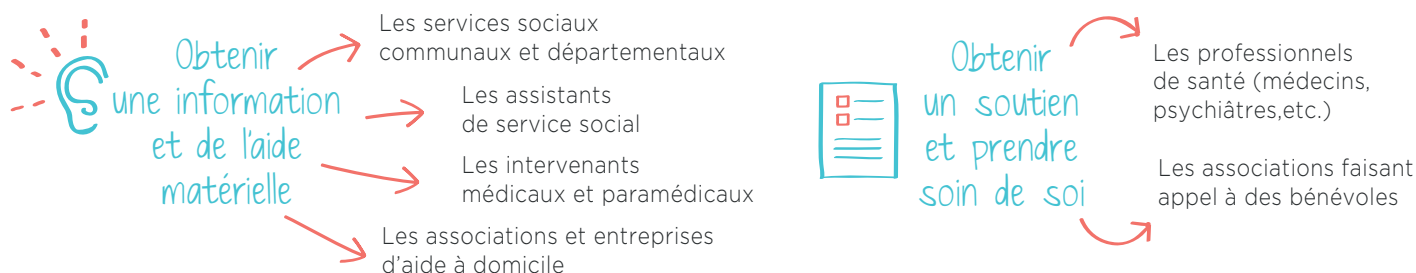 Obtenir
une information
et de l'aide
matérielle
Les services sociaux
communaux et départementaux
Les assistants
de service social
Les intervenants
médicaux et paramédicaux
Les associations et entreprises
d'aide à domicile
Obtenir
un soutien
et prendre
soin de soi
Les professionnels
de santé (médecins,
psychiâtres,etc.)
Les associations faisant
appel à des bénévoles